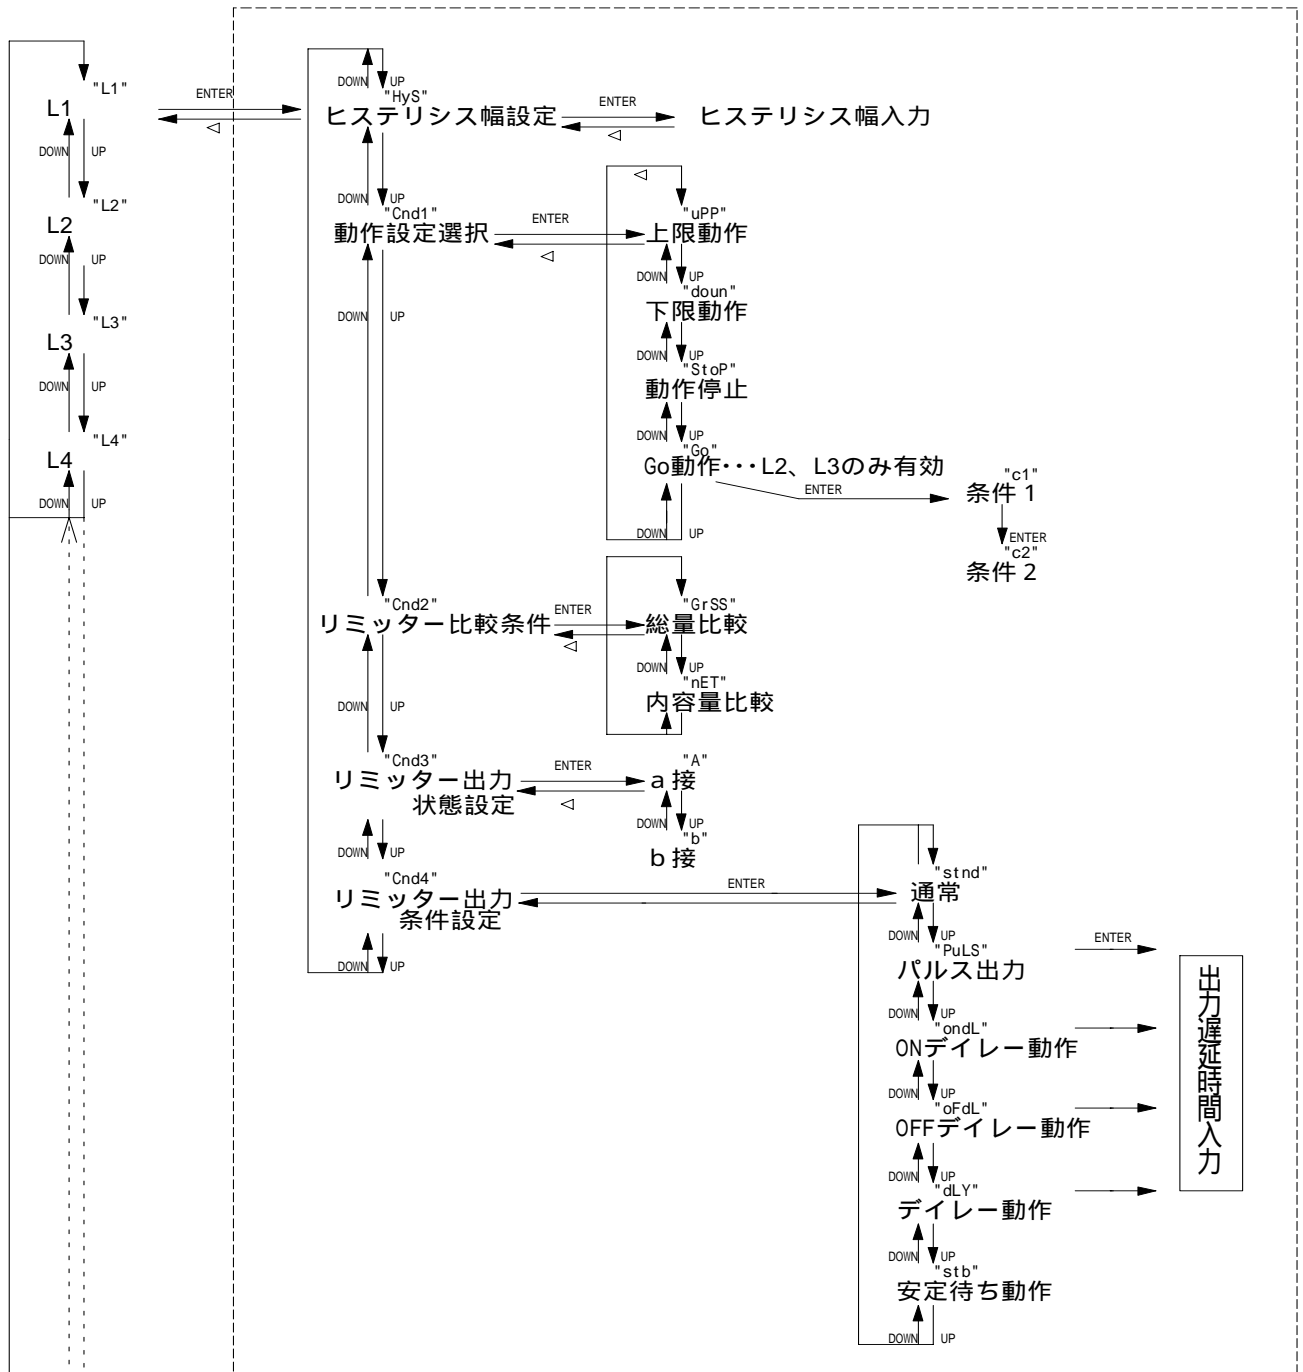 DOWN UP
"L1"
"HyS"
L1
ENTER
◁
ヒステリシス幅設定
ENTER
◁
ヒステリシス幅入力
DOWN UP
DOWN UP
◁
"L2"
"Cnd1"
"uPP"
L2
動作設定選択
ENTER
◁
上限動作
DOWN UP
DOWN UP
"doun"
下限動作
DOWN UP
"L3"
L3
DOWN UP
DOWN UP
"StoP"
動作停止
DOWN UP
"L4"
"Go"
L4
Go動作・・・L2、L3のみ有効
ENTER
"c1"
条件1
DOWN UP
DOWN UP
ENTER
"c2"
条件2
"Cnd2"
"GrSS"
リミッター比較条件
ENTER
◁
総量比較
DOWN UP
"nET"
内容量比較
DOWN UP
"Cnd3"
"A"
リミッター出力
状態設定
ENTER
◁
a接
DOWN UP
"b"
b接
DOWN UP
"Cnd4"
"stnd"
リミッター出力
条件設定
ENTER
通常
DOWN UP
DOWN UP
"PuLS"
パルス出力
ENTER
出力遅延時間入力
DOWN UP
"ondL"
ONデイレー動作
DOWN UP
"oFdL"
OFFデイレー動作
DOWN UP
"dLY"
デイレー動作
DOWN UP
"stb"
安定待ち動作
DOWN UP